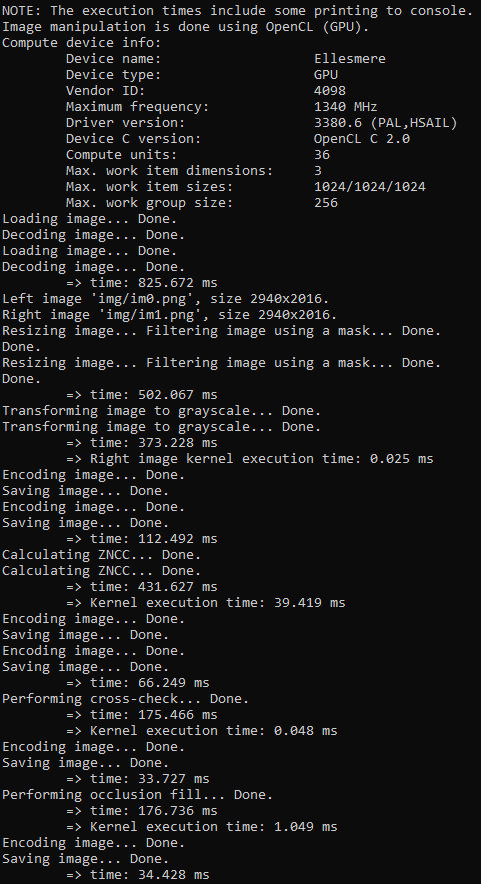 NOTE: The execution times include some printing to console.
Image manipulation is done using OpenCL (GPU).
Compute device info:
Device name: Ellesmere
Device type: GPU
Vendor ID: 4098
Maximum frequency: 1340 MHz
Driver version: 3380.6 (PAL,HSAIL)
Device C version: OpenCL C 2.0
Compute units: 36
Max. work item dimensions: 3
Max. work item sizes: 1024/1024/1024
Max. work group size: 256
Loading image... Done.
Decoding image... Done.
Loading image... Done.
Decoding image... Done.
=> time: 825.672 ms
Left image 'img/im0.png', size 2940x2016.
Right image 'img/im1.png', size 2940x2016.
Resizing image... Filtering image using a mask... Done.
Done.
Resizing image... Filtering image using a mask... Done.
Done.
=> time: 502.067 ms
Transforming image to grayscale... Done.
Transforming image to grayscale... Done.
=> time: 373.228 ms
=> Right image kernel execution time: 0.025 ms
Encoding image... Done.
Saving image... Done.
Encoding image... Done.
Saving image... Done.
=> time: 112.492 ms
Calculating ZNCC... Done.
Calculating ZNCC... Done.
=> time: 431.627 ms
=> Kernel execution time: 39.419 ms
Encoding image... Done.
Saving image... Done.
Encoding image... Done.
Saving image... Done.
=> time: 66.249 ms
Performing cross-check... Done.
=> time: 175.466 ms
=> Kernel execution time: 0.048 ms
Encoding image... Done.
Saving image... Done.
=> time: 33.727 ms
Performing occlusion fill... Done.
=> time: 176.736 ms
=> Kernel execution time: 1.049 ms
Encoding image... Done.
Saving image... Done.
=> time: 34.428 ms